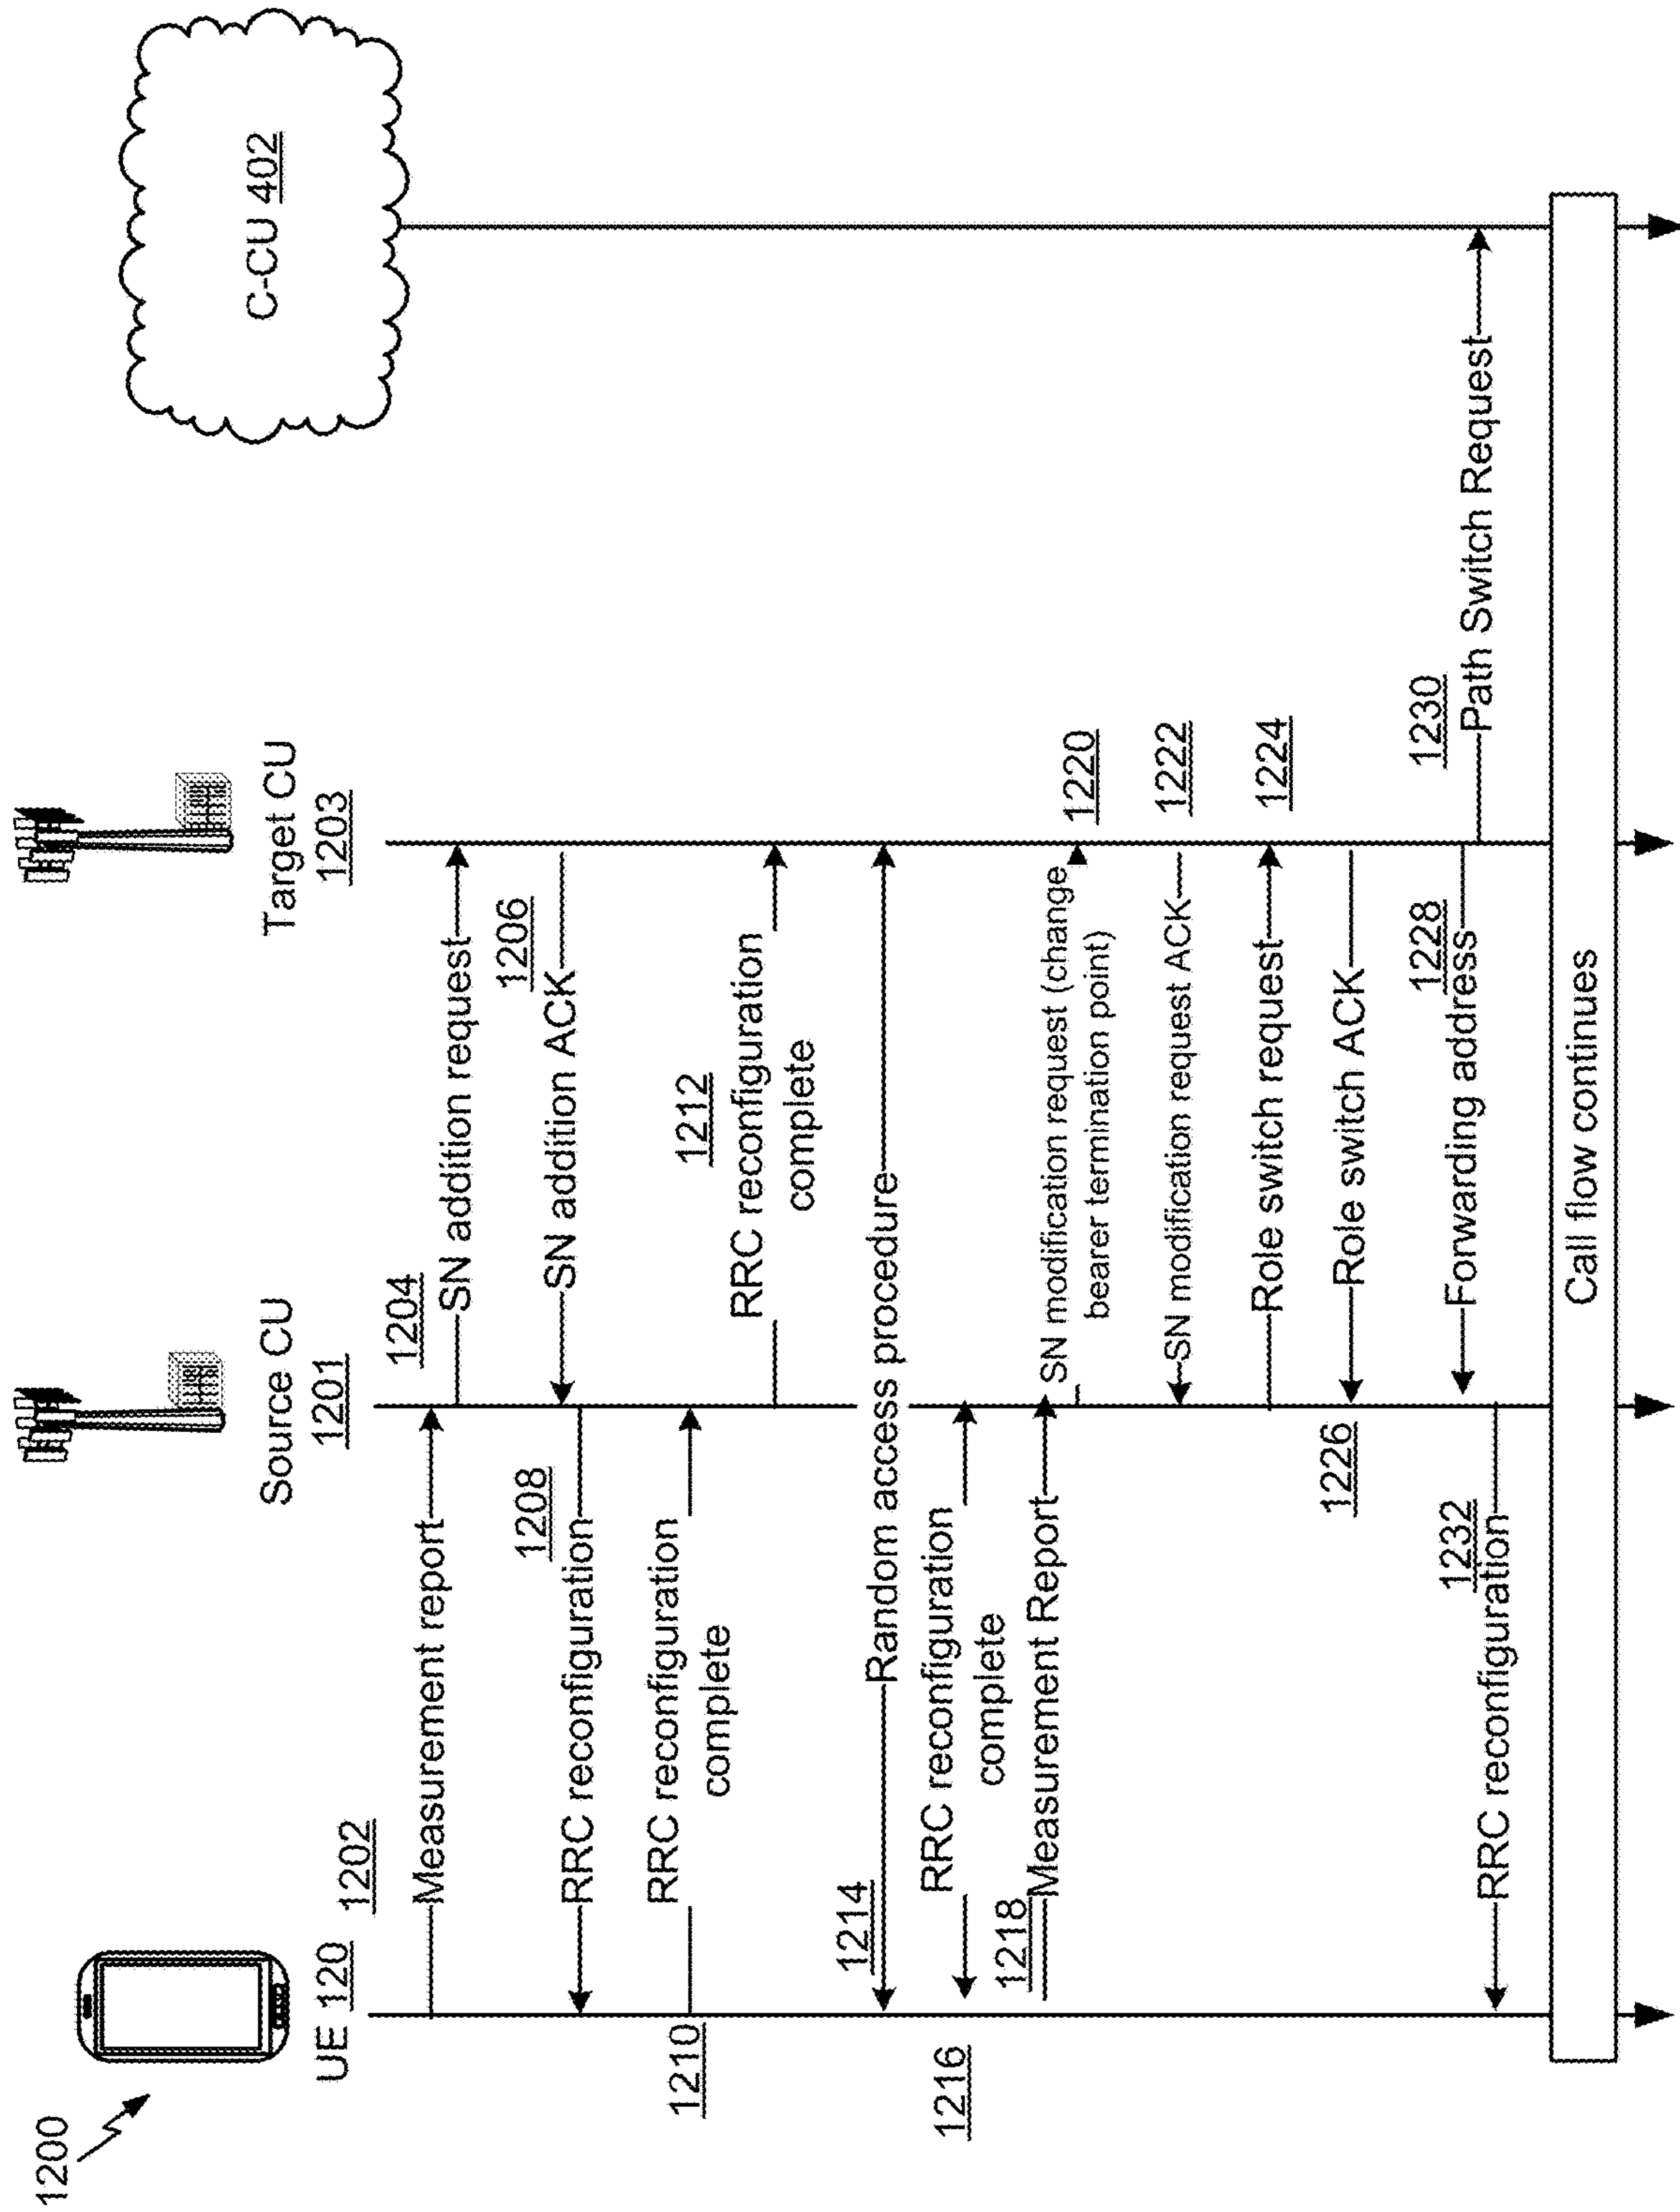 1200
UE 120
Source CU
1201
Target CU
1203
C-CU 402
1202
Measurement report
1204
SN addition request
1206
SN addition ACK
1208
RRC reconfiguration
1210
RRC reconfiguration
complete
1212
RRC reconfiguration
complete
1214
Random access procedure
1216
RRC reconfiguration
complete
1218
Measurement Report
1220
SN modification request (change
bearer termination point)
1222
SN modification request ACK
1224
Role switch request
1226
Role switch ACK
1228
Forwarding address
1230
Path Switch Request
1232
RRC reconfiguration
Call flow continues